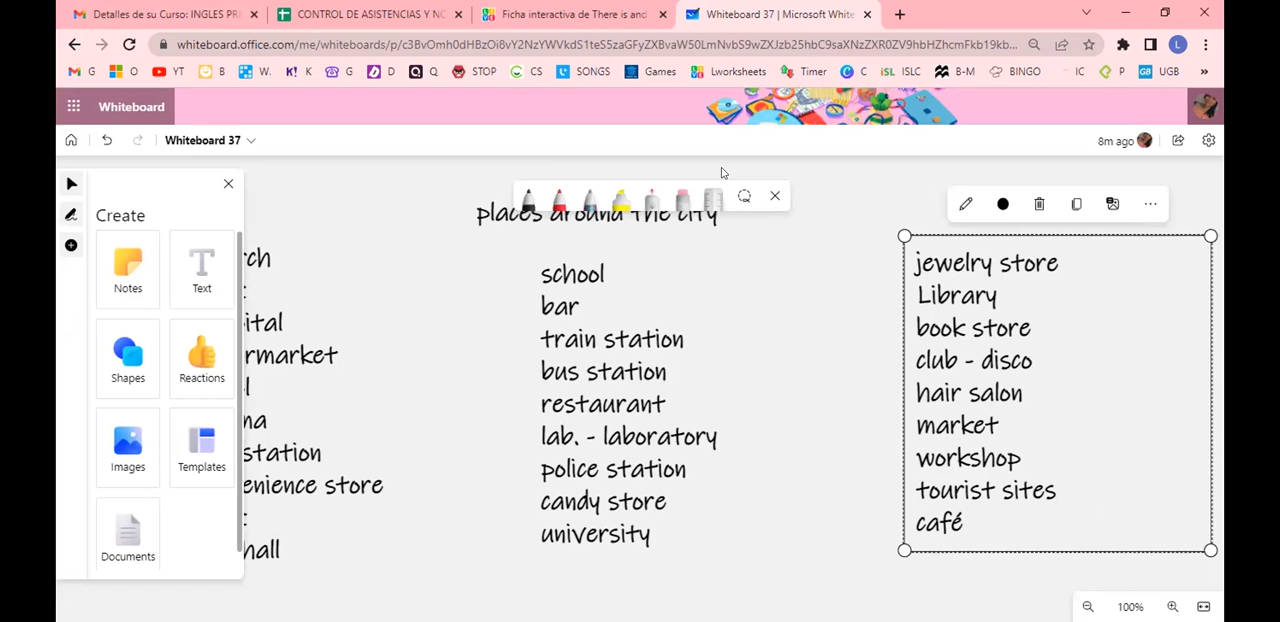 Detalles de su Curso: INGLES PRI
CONTROL DE ASISTENCIAS Y NC
Ficha interactiva de There is and
Whiteboard 37 | Microsoft White
whiteboard.office.com/me/whiteboards/p/
G O YT B W. K! K G D Q STOP CS SONGS Games Lworksheets Timer C ISLC B-M BINGO IC P UGB
Whiteboard
Whiteboard 37
8m ago
Create
Notes
Text
Shapes
Reactions
Images
Templates
Documents
places around the city
rch
ital
rmarket
l
na
station
enience store
hall
school
bar
train station
bus station
restaurant
lab. - laboratory
police station
candy store
university
jewelry store
Library
book store
club - disco
hair salon
market
workshop
tourist sites
café
100%